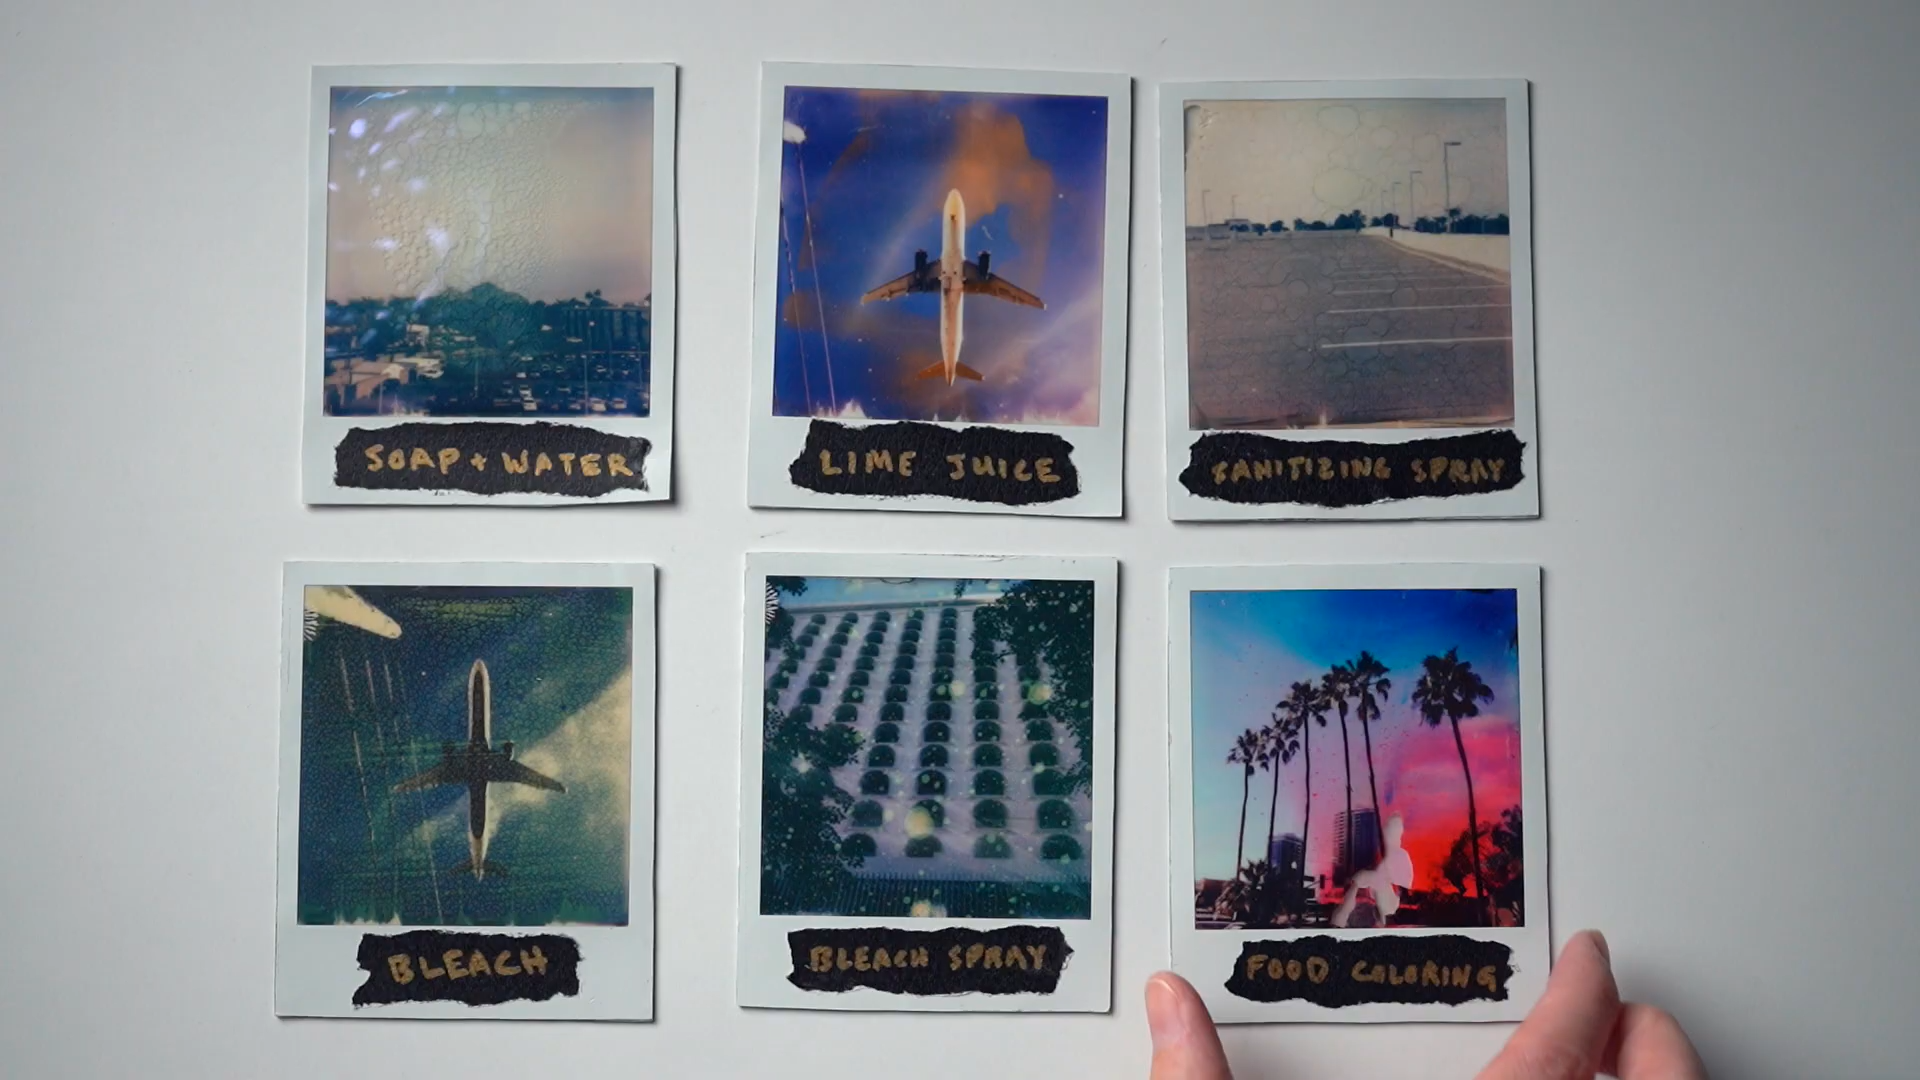 SOAP + WATER
LIME JUICE
SANITIZING SPRAY
BLEACH
BLEACH SPRAY
FOOD COLORING